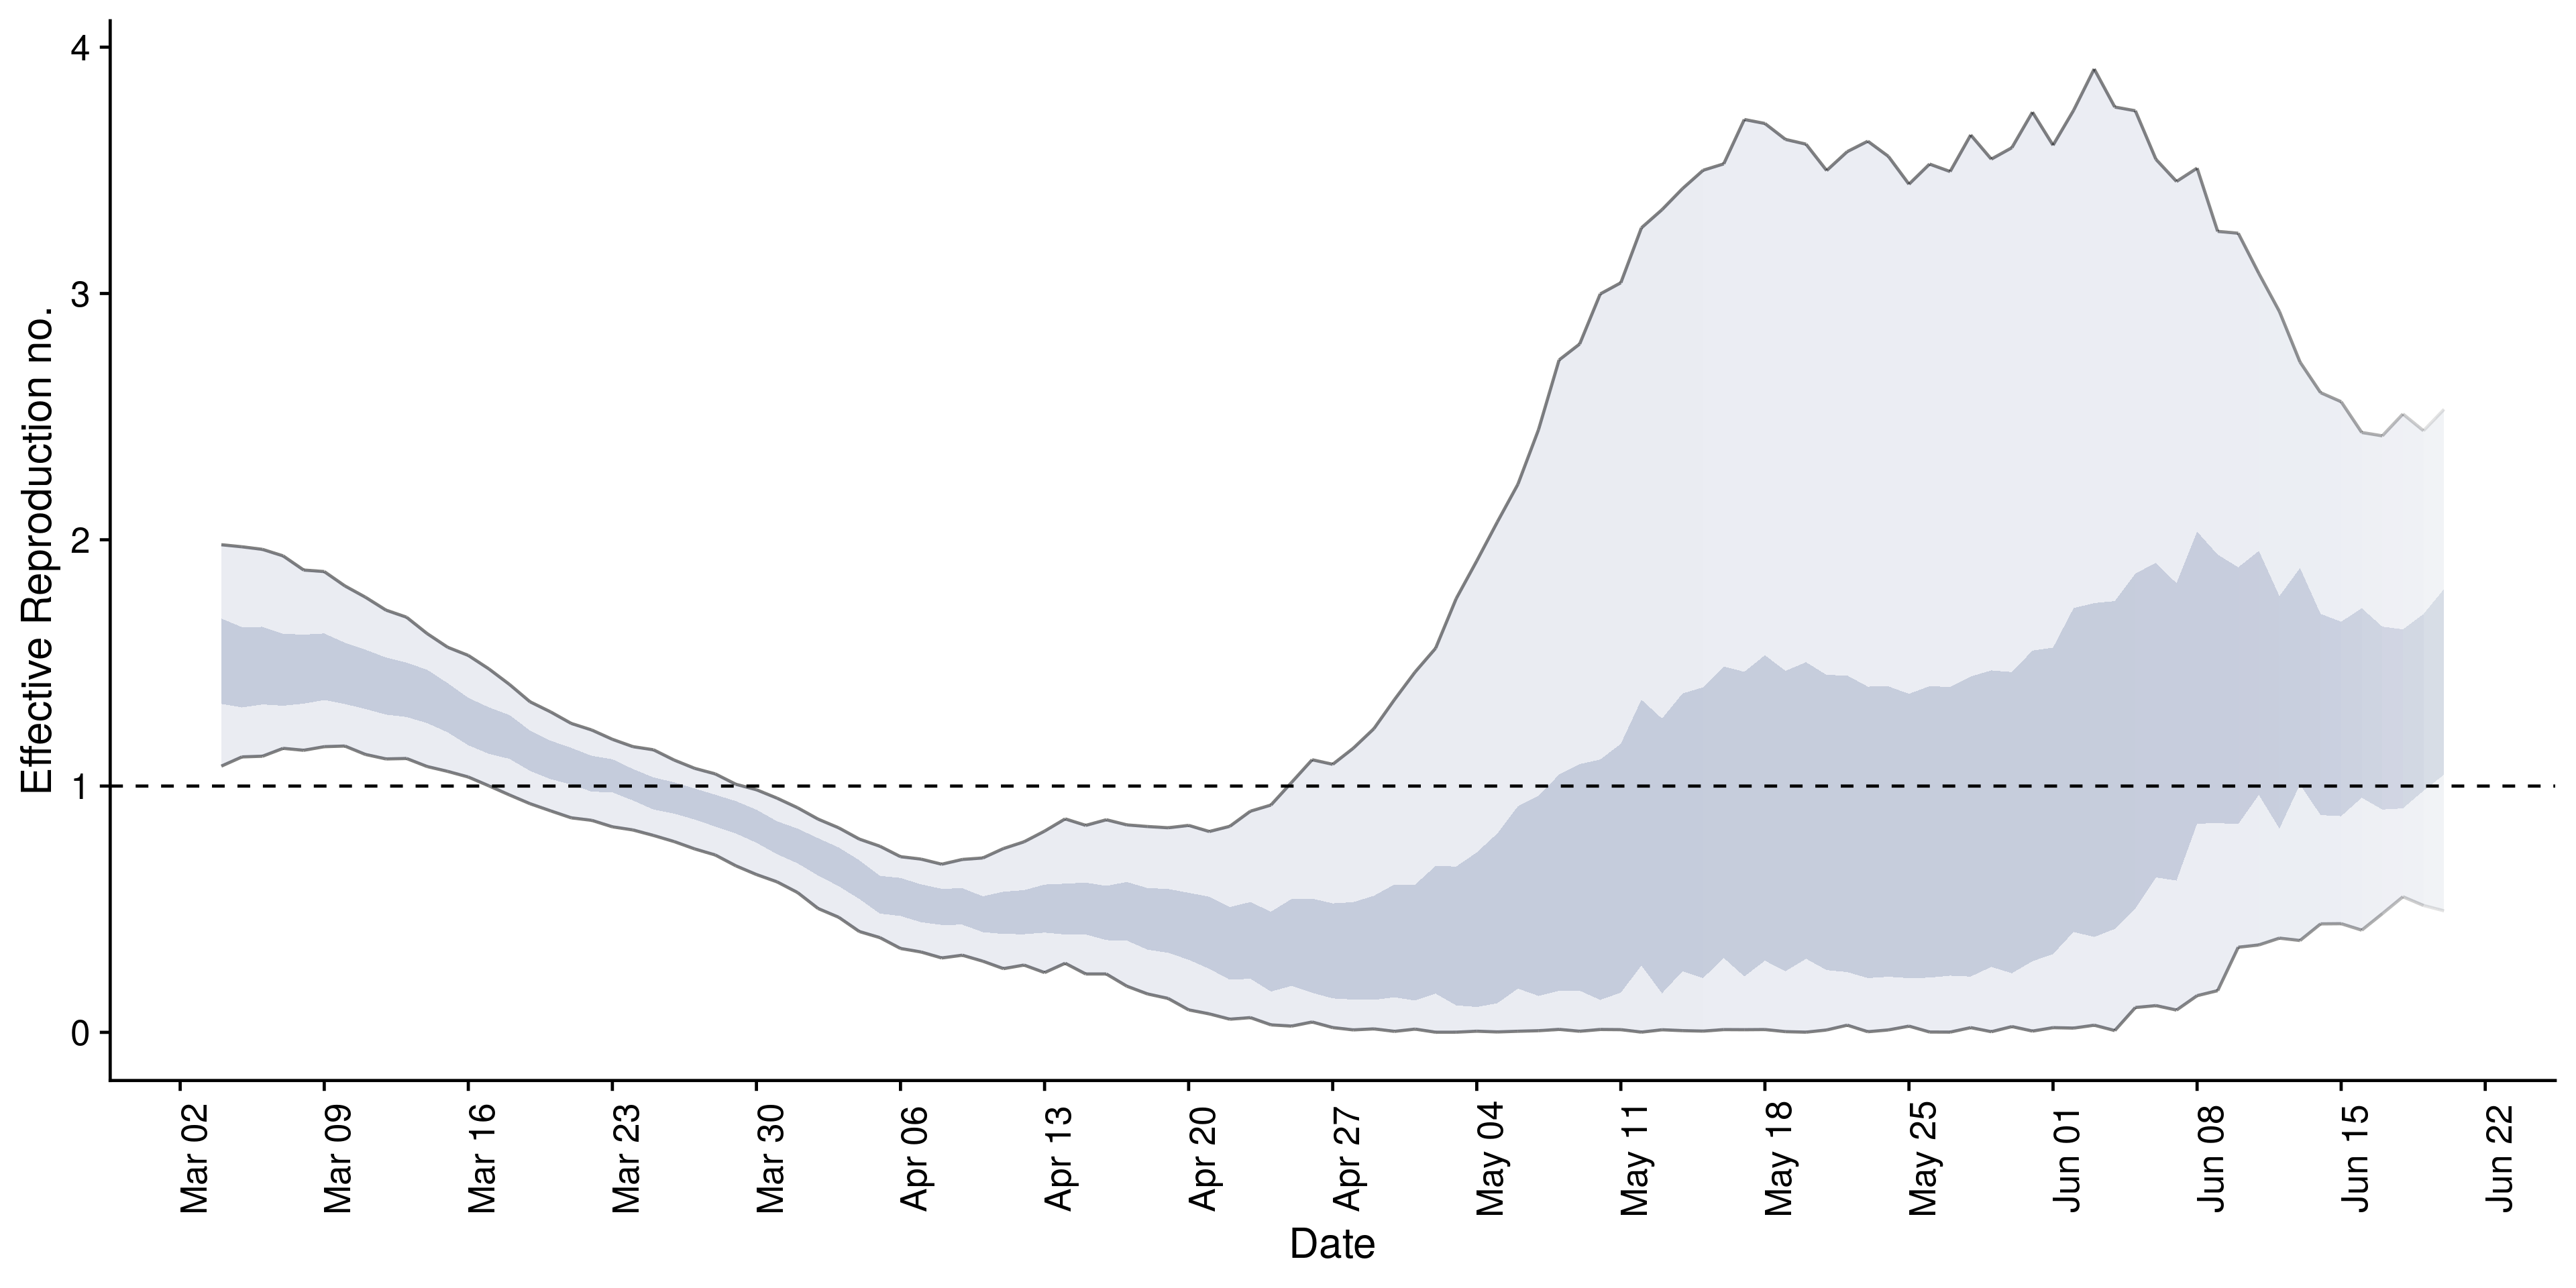 Effective Reproduction no.
4
3
2
1
0
Mar 02
Mar 09
Mar 16
Mar 23
Mar 30
Apr 06
Apr 13
Apr 20
Apr 27
May 04
May 11
May 18
May 25
Jun 01
Jun 08
Jun 15
Jun 22
Date